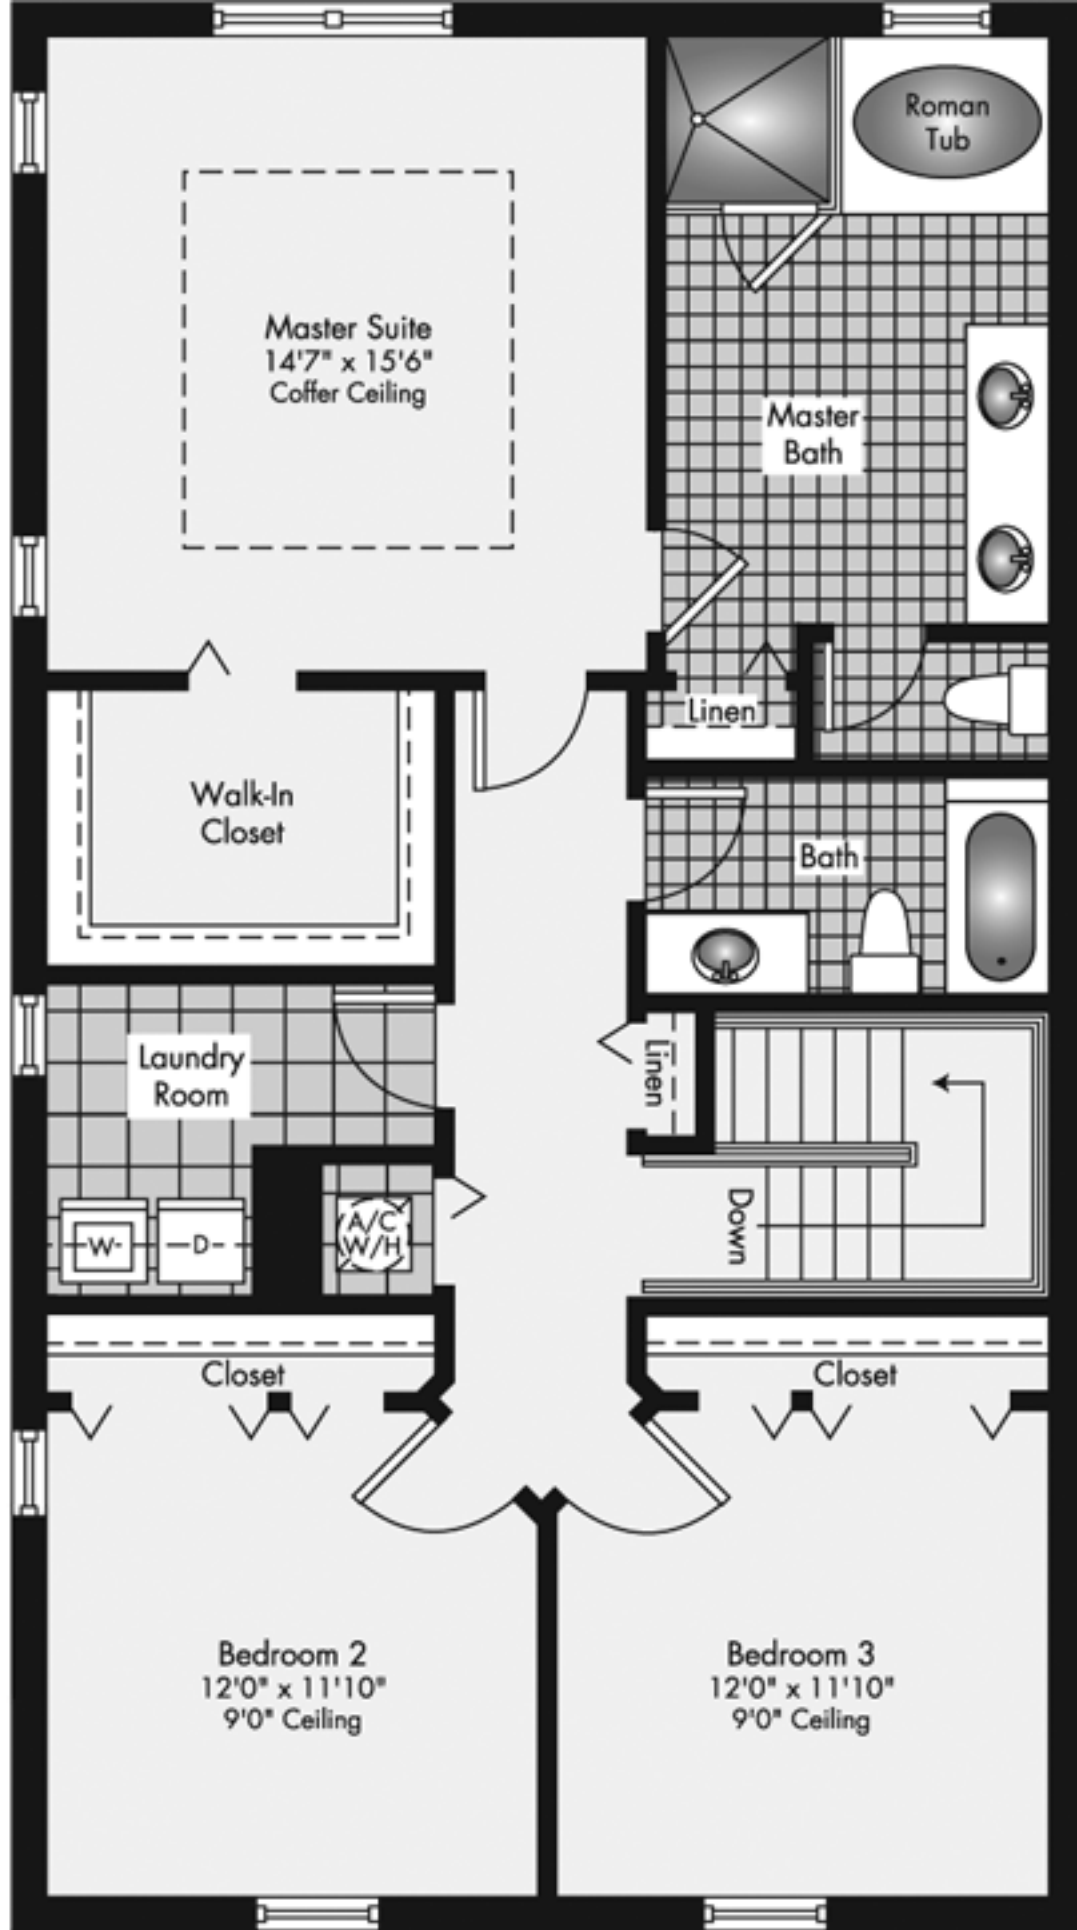 Roman
Tub
Master Suite
14'7" x 15'6"
Coffer Ceiling
Master
Bath
Linen
Walk-In
Closet
Bath
Laundry
Room
Linen
W
D
A/C
W/H
Down
Closet
Closet
Bedroom 2
12'0" x 11'10"
9'0" Ceiling
Bedroom 3
12'0" x 11'10"
9'0" Ceiling